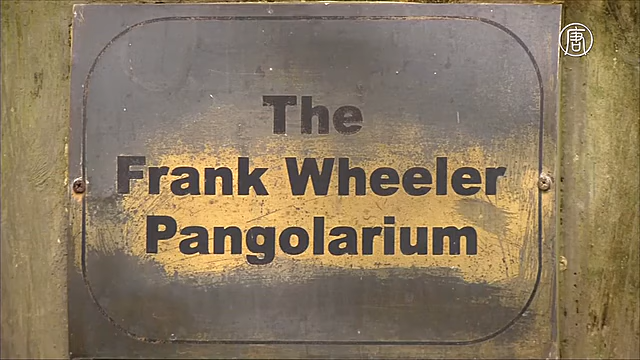 The
Frank Wheeler
Pangolarium
唐